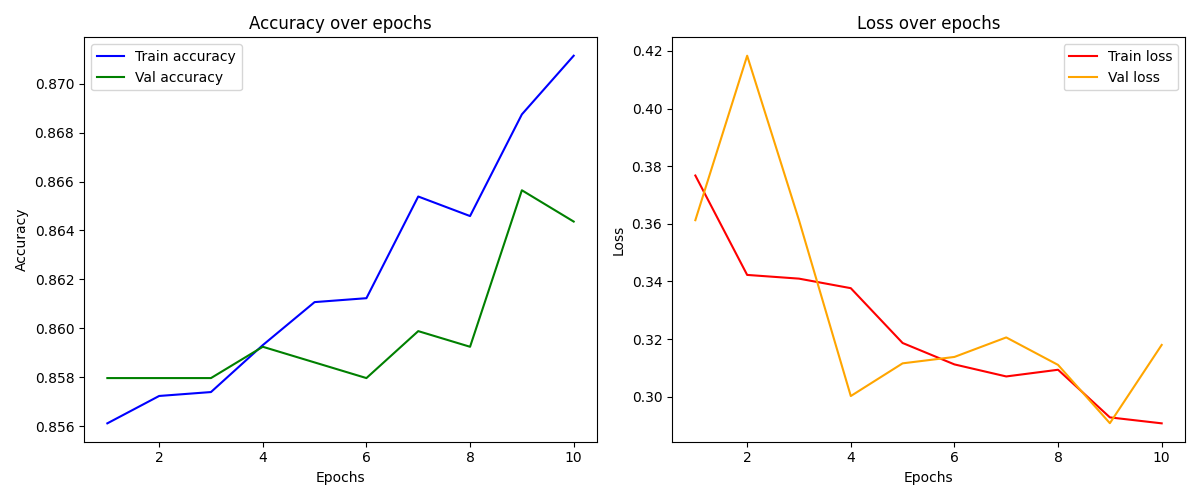 Accuracy over epochs
Train accuracy
Val accuracy
0.870
0.868
0.866
0.864
0.862
0.860
0.858
0.856
Accuracy
2 4 6 8 10
Epochs
Loss over epochs
Train loss
Val loss
0.42
0.40
0.38
0.36
0.34
0.32
0.30
Loss
2 4 6 8 10
Epochs